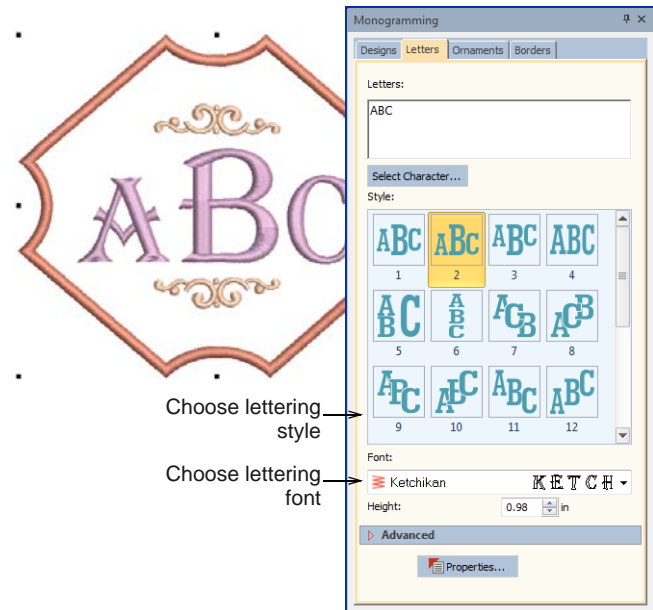 Monogramming
Designs Letters Ornaments Borders
Letters:
ABC
Select Character...
Style:
ABC ABC ABC ABC
1 2 3 4
ABC ABC ACB ACB
5 6 7 8
ABC ABC ABC ABC
9 10 11 12
Font:
Ketchikan KETCH
Height: 0.98 in
Advanced
Properties...
ABC
Choose lettering
style
Choose lettering
font